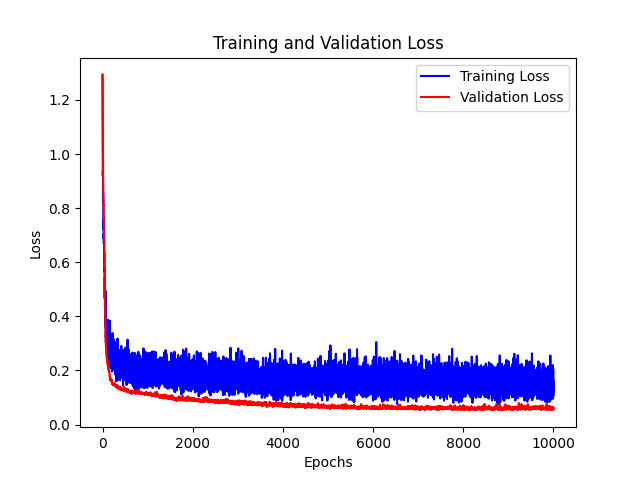 Training and Validation Loss
Training Loss
Validation Loss
1.2
1.0
0.8
0.6
0.4
0.2
0.0
Loss
0 2000 4000 6000 8000 10000
Epochs